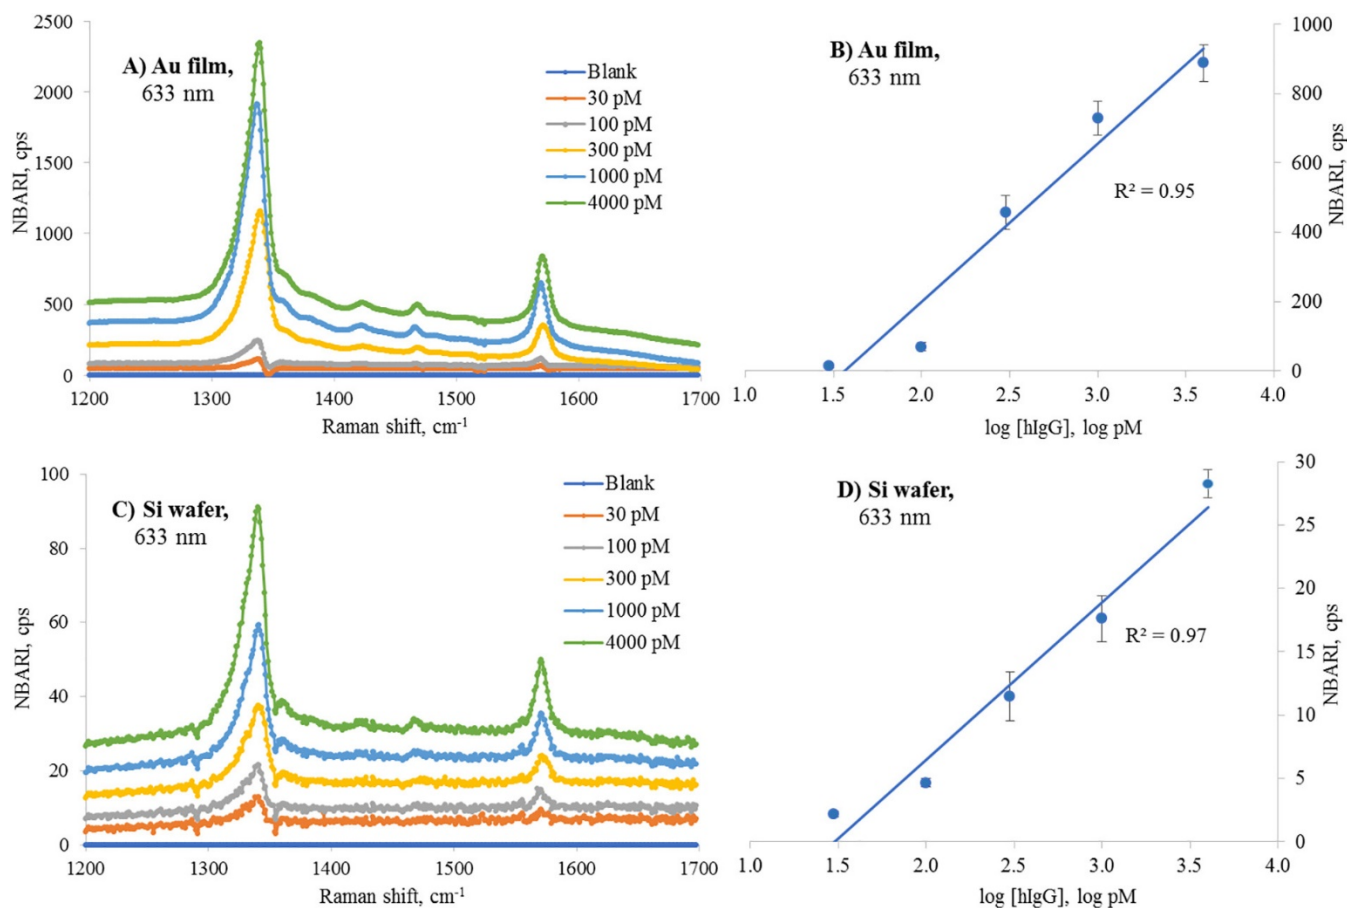 A) Au film,
633 nm
NBARI, cps
2500
2000
1500
1000
500
0
1200
1300
1400
1500
1600
1700
Raman shift, cm⁻¹
Blank
30 pM
100 pM
300 pM
1000 pM
4000 pM
B) Au film,
633 nm
1000
800
600
400
200
0
NBARI, cps
R² = 0.95
1.0
1.5
2.0
2.5
3.0
3.5
4.0
log [hIgG], log pM
C) Si wafer,
633 nm
NBARI, cps
100
80
60
40
20
0
1200
1300
1400
1500
1600
1700
Raman shift, cm⁻¹
Blank
30 pM
100 pM
300 pM
1000 pM
4000 pM
D) Si wafer,
633 nm
30
25
20
15
10
5
0
NBARI, cps
R² = 0.97
1.0
1.5
2.0
2.5
3.0
3.5
4.0
log [hIgG], log pM